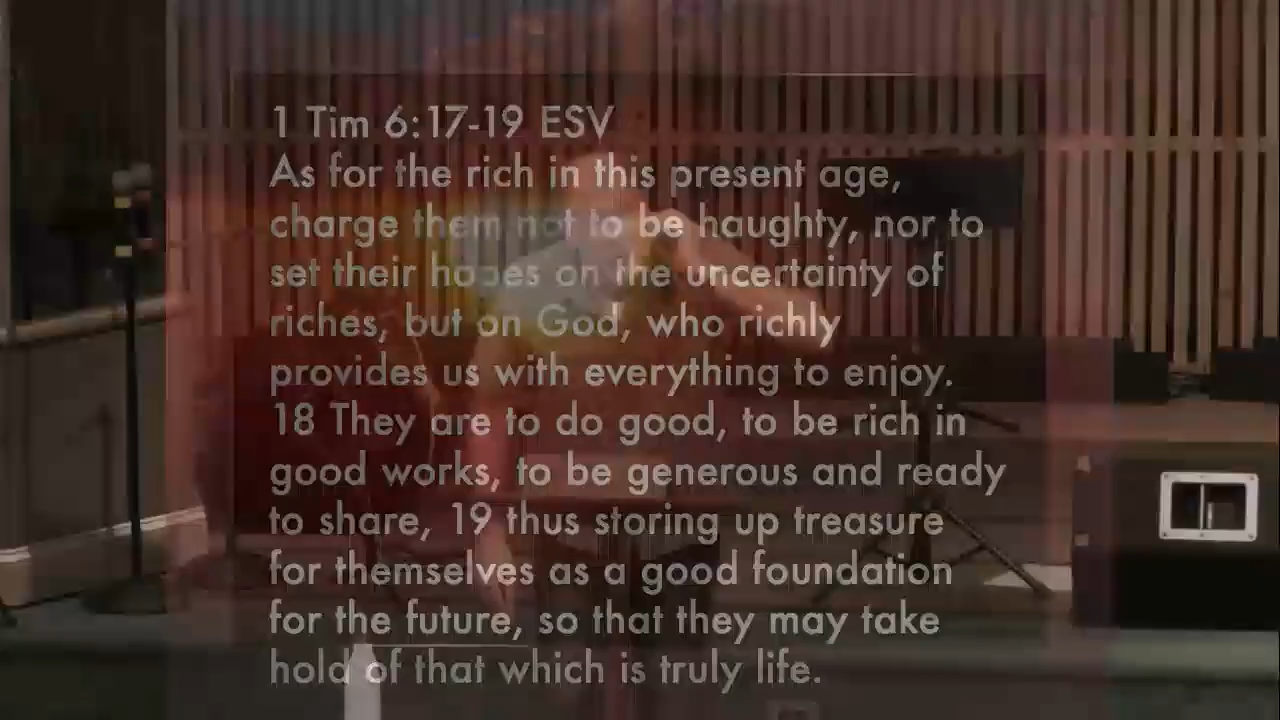 1 Tim 6:17-19 ESV
As for the rich in this present age,
charge them not to be haughty, nor to
set their hopes on the uncertainty of
riches, but on God, who richly
provides us with everything to enjoy.
18 They are to do good, to be rich in
good works, to be generous and ready
to share, 19 thus storing up treasure
for themselves as a good foundation
for the future, so that they may take
hold of that which is truly life.